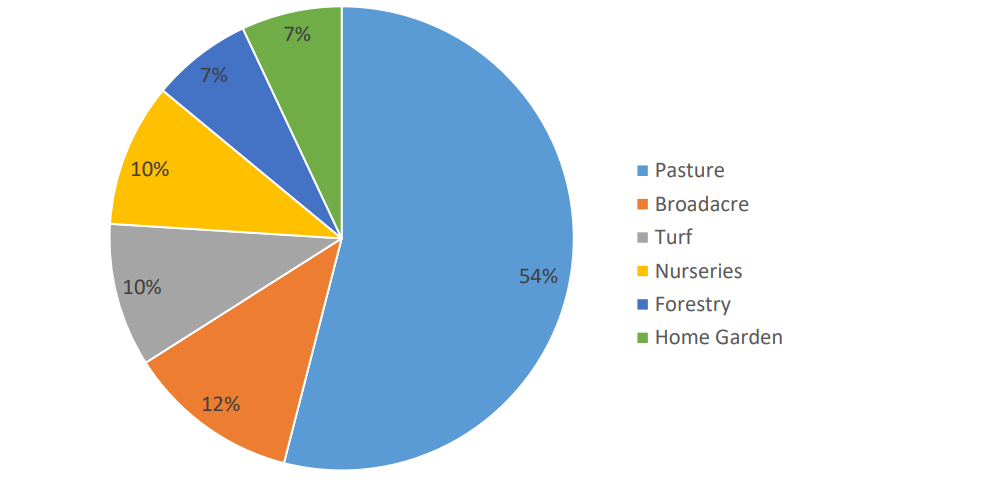 7%
7%
10%
10%
12%
54%
Pasture
Broadacre
Turf
Nurseries
Forestry
Home Garden